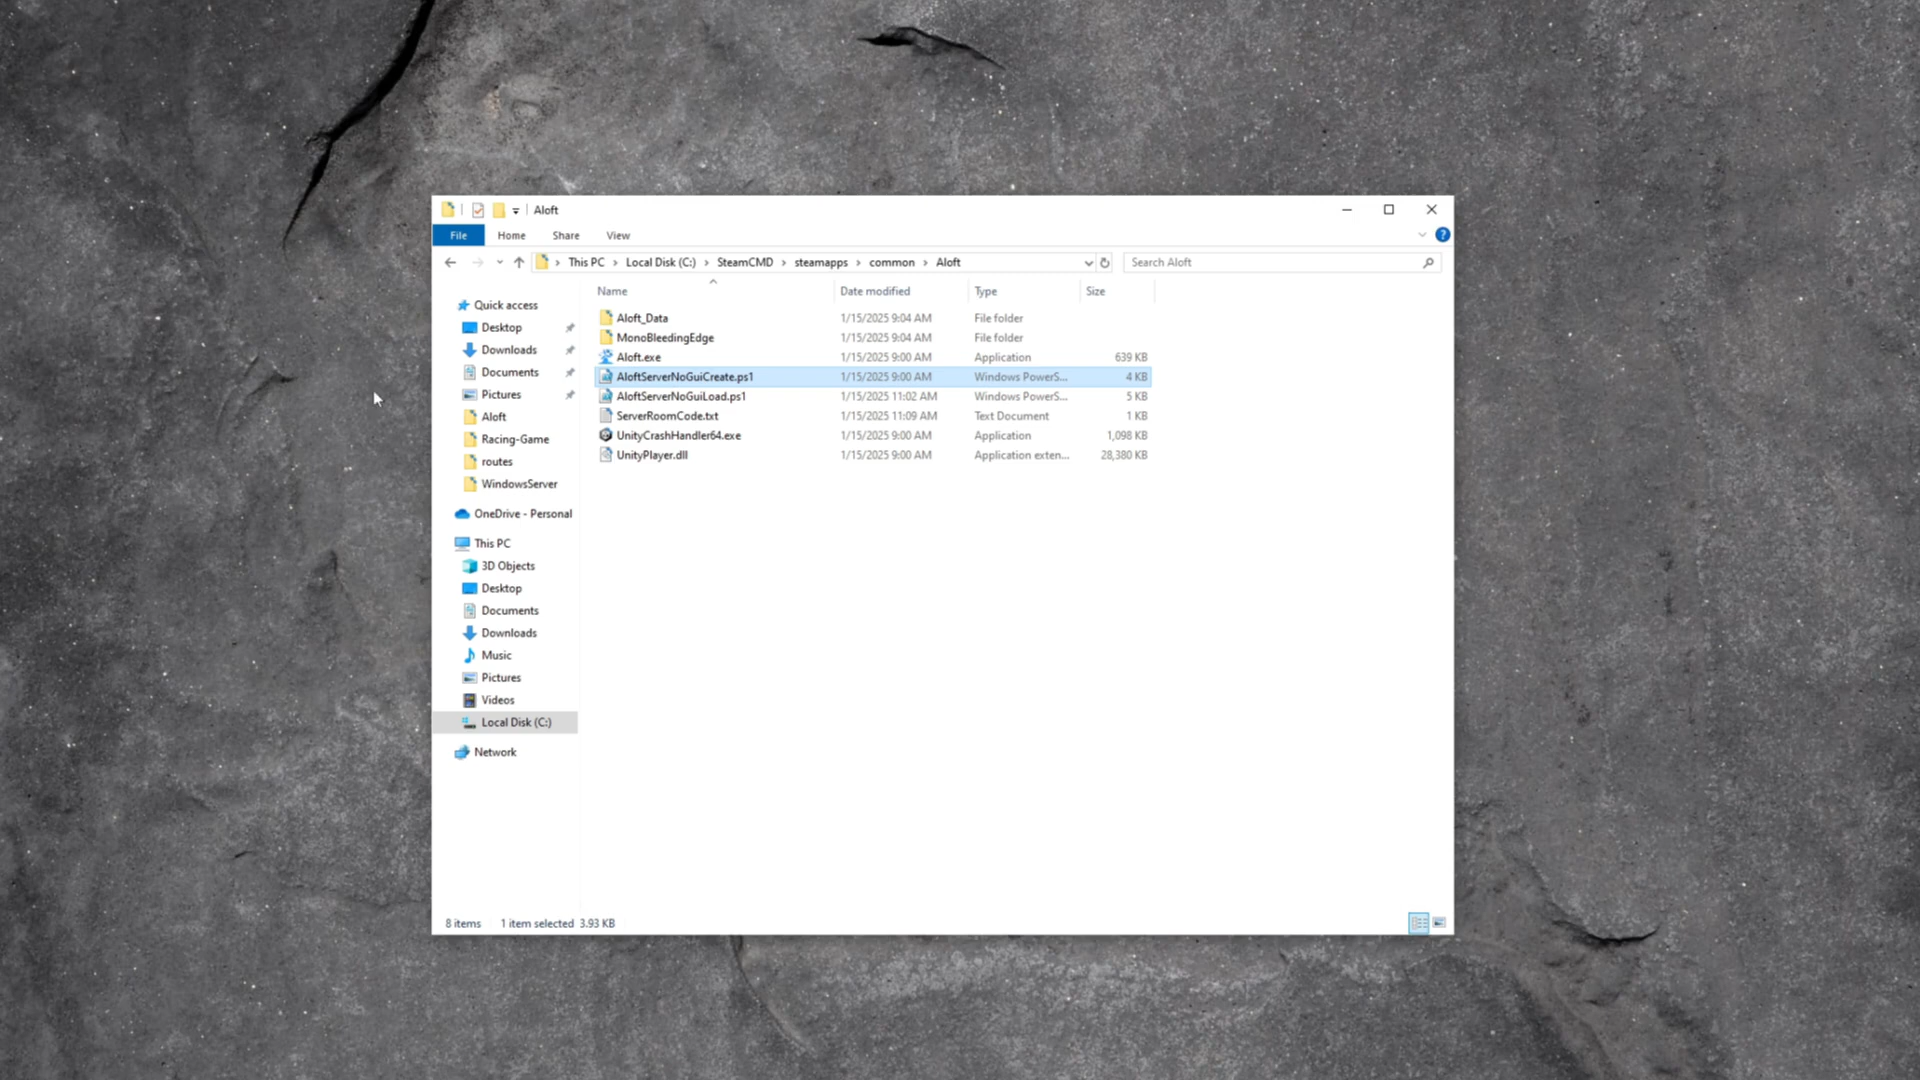 Aloft
File Home Share View
This PC Local Disk (C:) SteamCMD steamapps common Aloft
Search Aloft
Name Date modified Type Size
Quick access
Desktop
Downloads
Documents
Pictures
Aloft
Racing-Game
routes
WindowsServer
OneDrive - Personal
This PC
3D Objects
Desktop
Documents
Downloads
Music
Pictures
Videos
Local Disk (C:)
Network
Aloft_Data 1/15/2025 9:04 AM File folder
MonoBleedingEdge 1/15/2025 9:04 AM File folder
Aloft.exe 1/15/2025 9:00 AM Application 639 KB
AloftServerNoGuiCreate.ps1 1/15/2025 9:00 AM Windows PowerS... 4 KB
AloftServerNoGuiLoad.ps1 1/15/2025 11:02 AM Windows PowerS... 5 KB
ServerRoomCode.txt 1/15/2025 11:09 AM Text Document 1 KB
UnityCrashHandler64.exe 1/15/2025 9:00 AM Application 1,098 KB
UnityPlayer.dll 1/15/2025 9:00 AM Application exten... 28,380 KB
8 items 1 item selected 3.93 KB